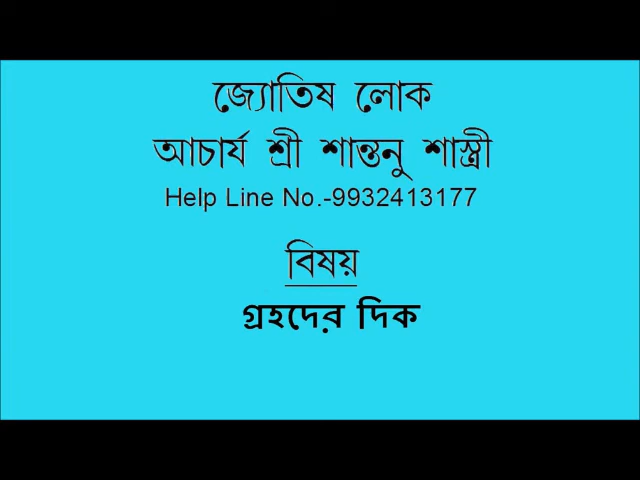 জ্যোতিষ লোক
আচার্য শ্রী শান্তনু শাস্ত্রী
Help Line No.-9932413177
বিষয়
গ্রহদের দিক